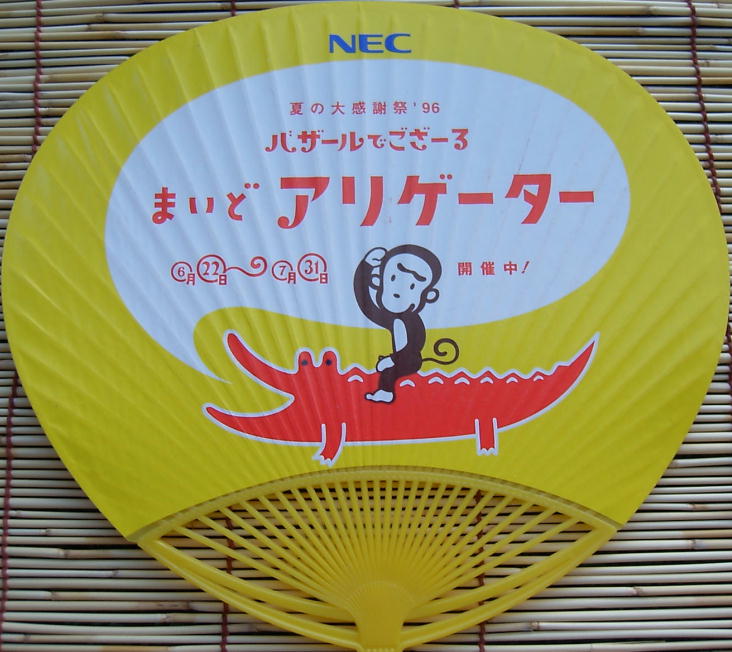 NEC
夏の大感謝祭'96
バザールでござーる
まいど アリゲーター
6月22日〜7月31日 開催中!